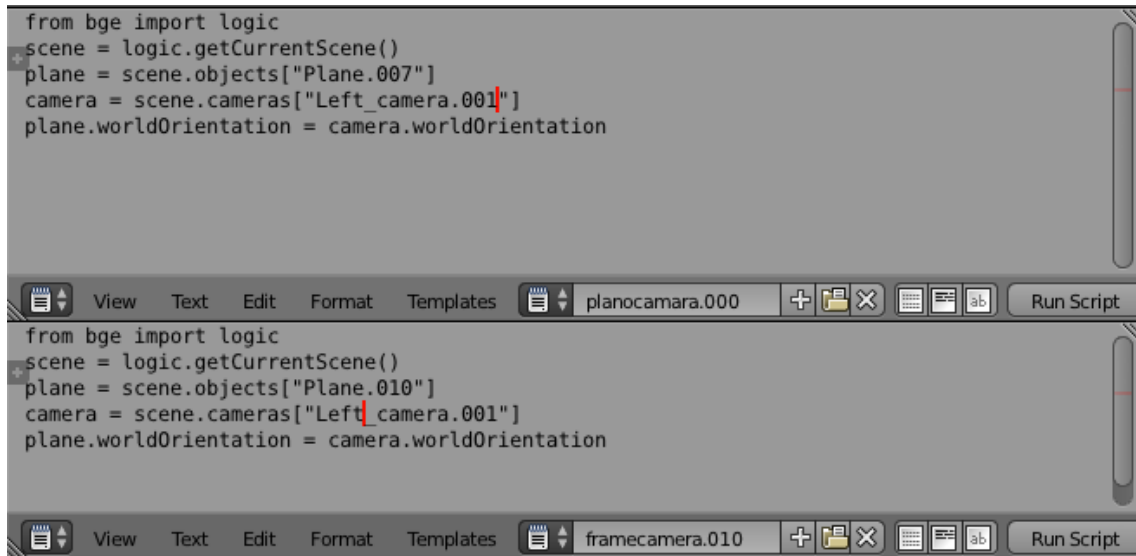 from bge import logic
scene = logic.getCurrentScene()
plane = scene.objects["Plane.007"]
camera = scene.cameras["Left_camera.001"]
plane.worldOrientation = camera.worldOrientation
View Text Edit Format Templates planocamara.000 ab Run Script
from bge import logic
scene = logic.getCurrentScene()
plane = scene.objects["Plane.010"]
camera = scene.cameras["Left_camera.001"]
plane.worldOrientation = camera.worldOrientation
View Text Edit Format Templates framecamera.010 ab Run Script